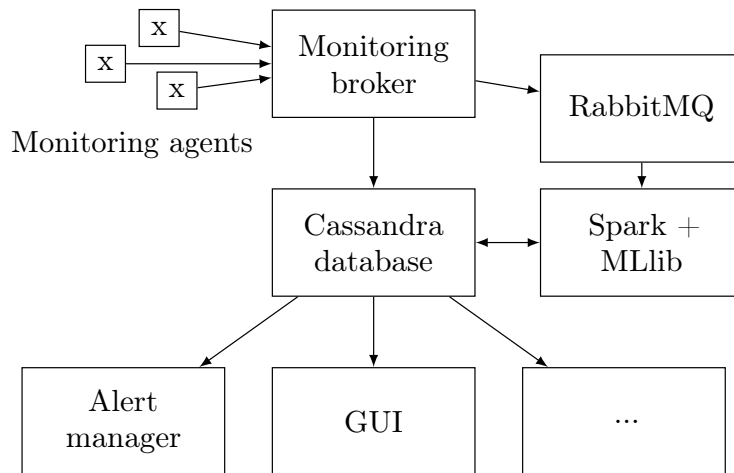 x
x
x
Monitoring agents
Monitoring
broker
RabbitMQ
Cassandra
database
Spark +
MLlib
Alert
manager
GUI
...